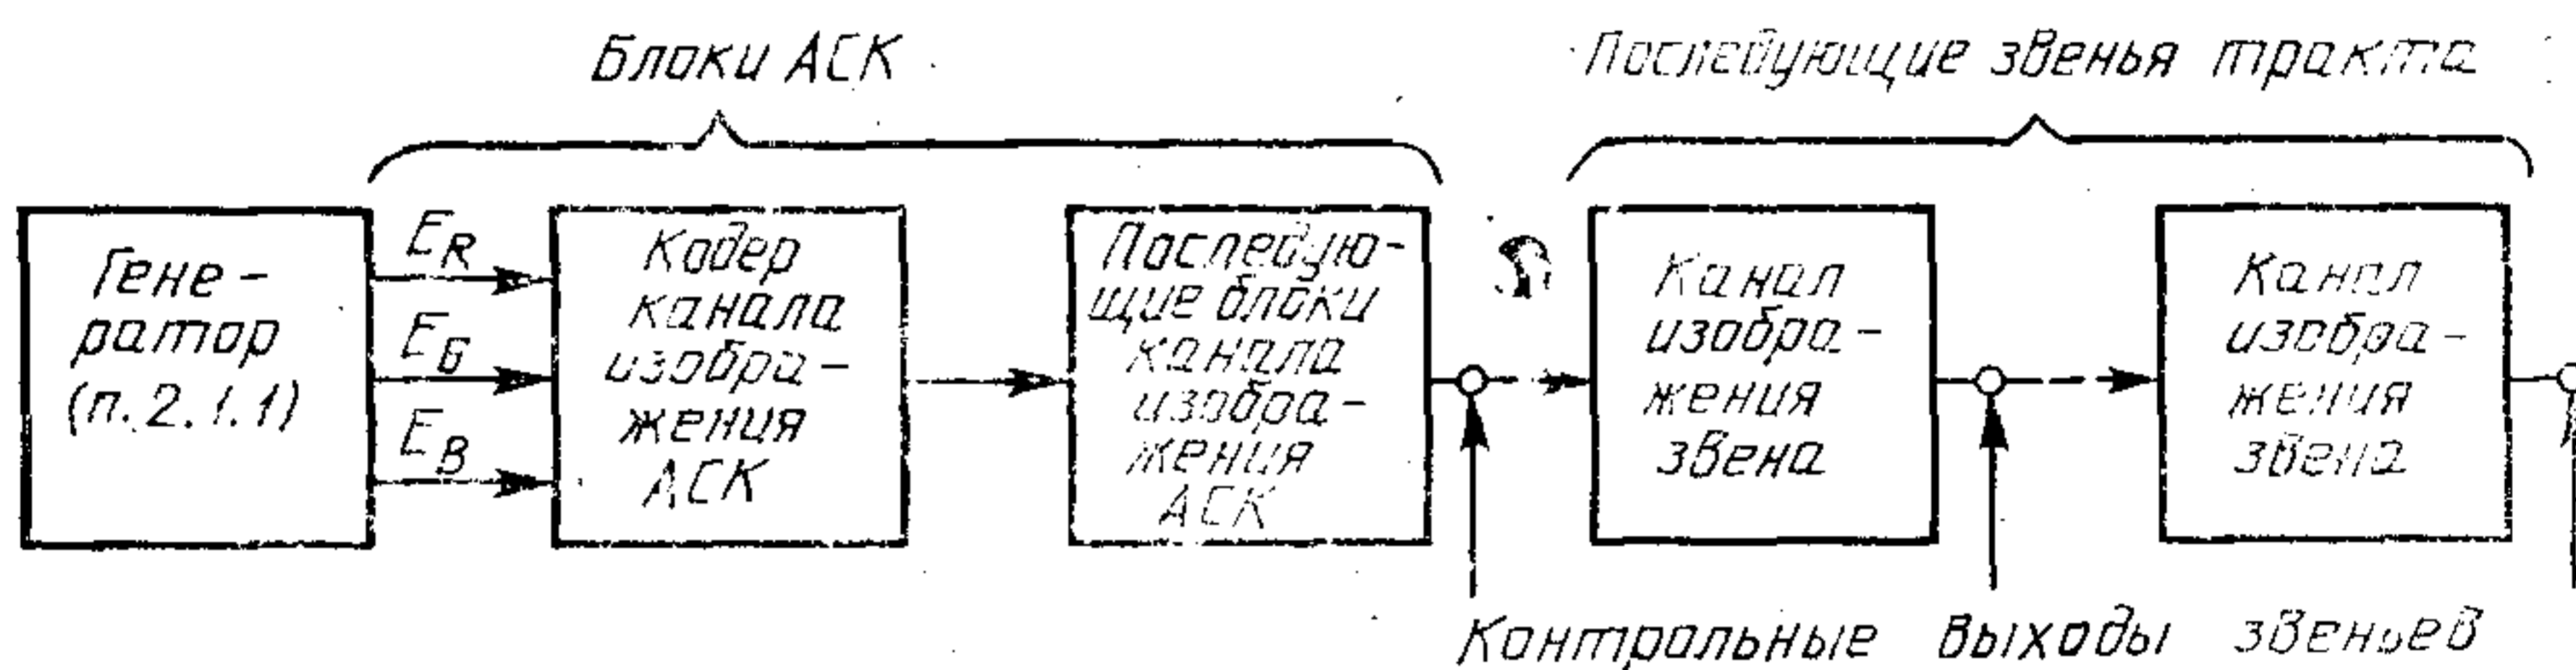 Блоки АСК
Последующие звенья тракта
Гене-
ратор
(п. 2.1.1)
E_R
E_G
E_B
Кодер
канала
изобра-
жения
АСК
Последую-
щие блоки
канала
изобра-
жения
АСК
Канал
изобра-
жения
звена
Канал
изобра-
жения
звена
Контрольные выходы звеньев